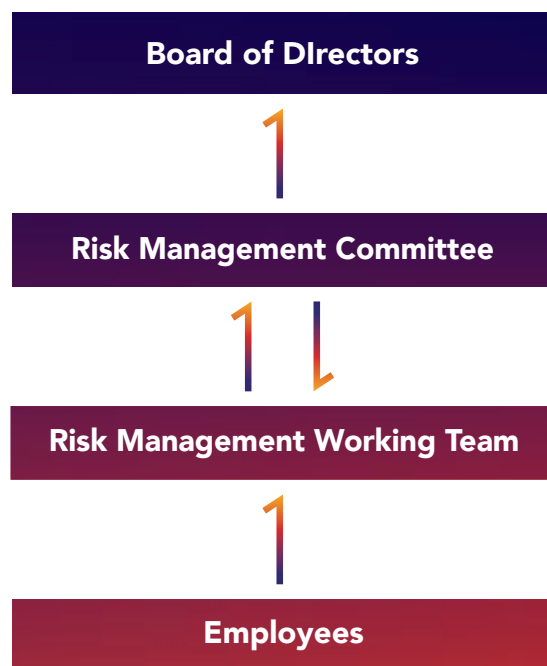 Board of DIrectors
Risk Management Committee
Risk Management Working Team
Employees